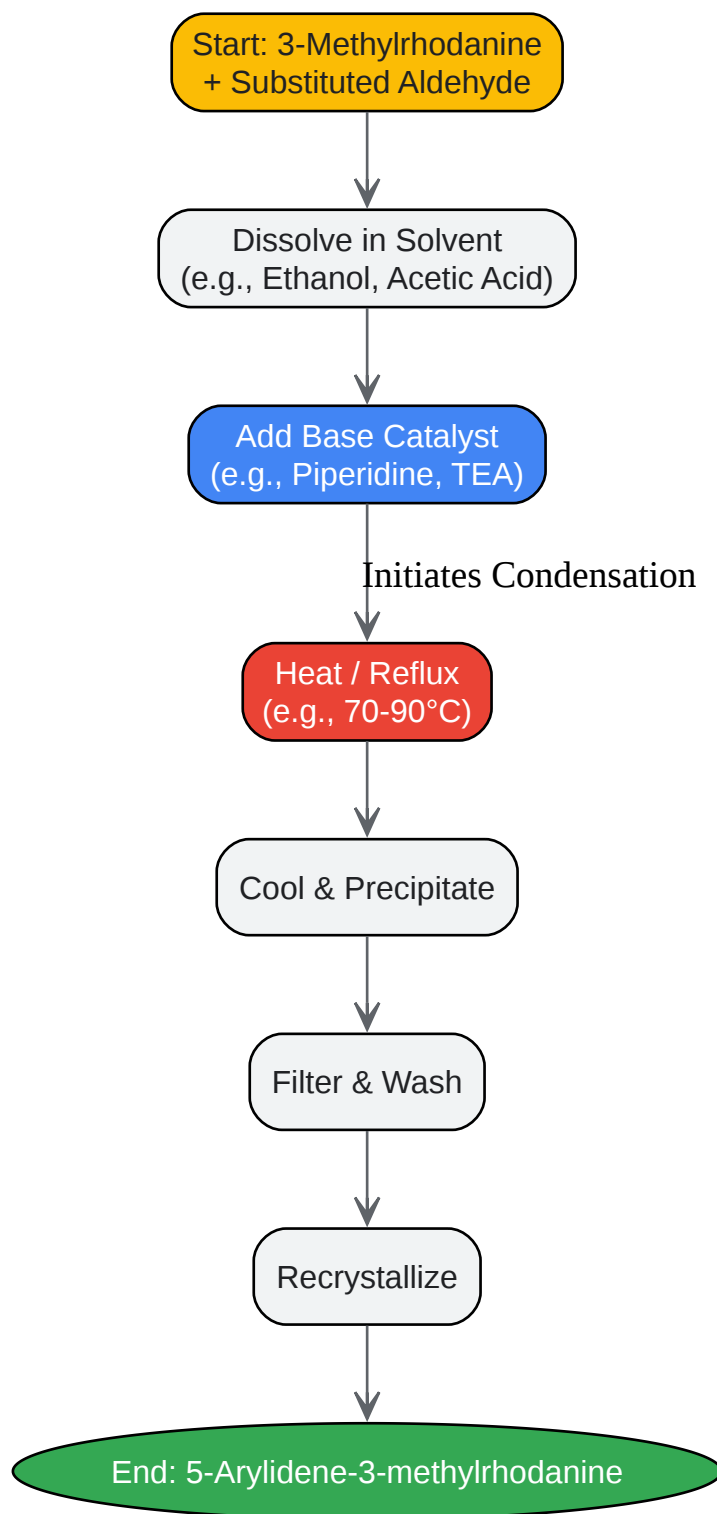 Start: 3-Methylrhodanine
+ Substituted Aldehyde
Dissolve in Solvent
(e.g., Ethanol, Acetic Acid)
Add Base Catalyst
(e.g., Piperidine, TEA)
Initiates Condensation
Heat / Reflux
(e.g., 70-90°C)
Cool & Precipitate
Filter & Wash
Recrystallize
End: 5-Arylidene-3-methylrhodanine